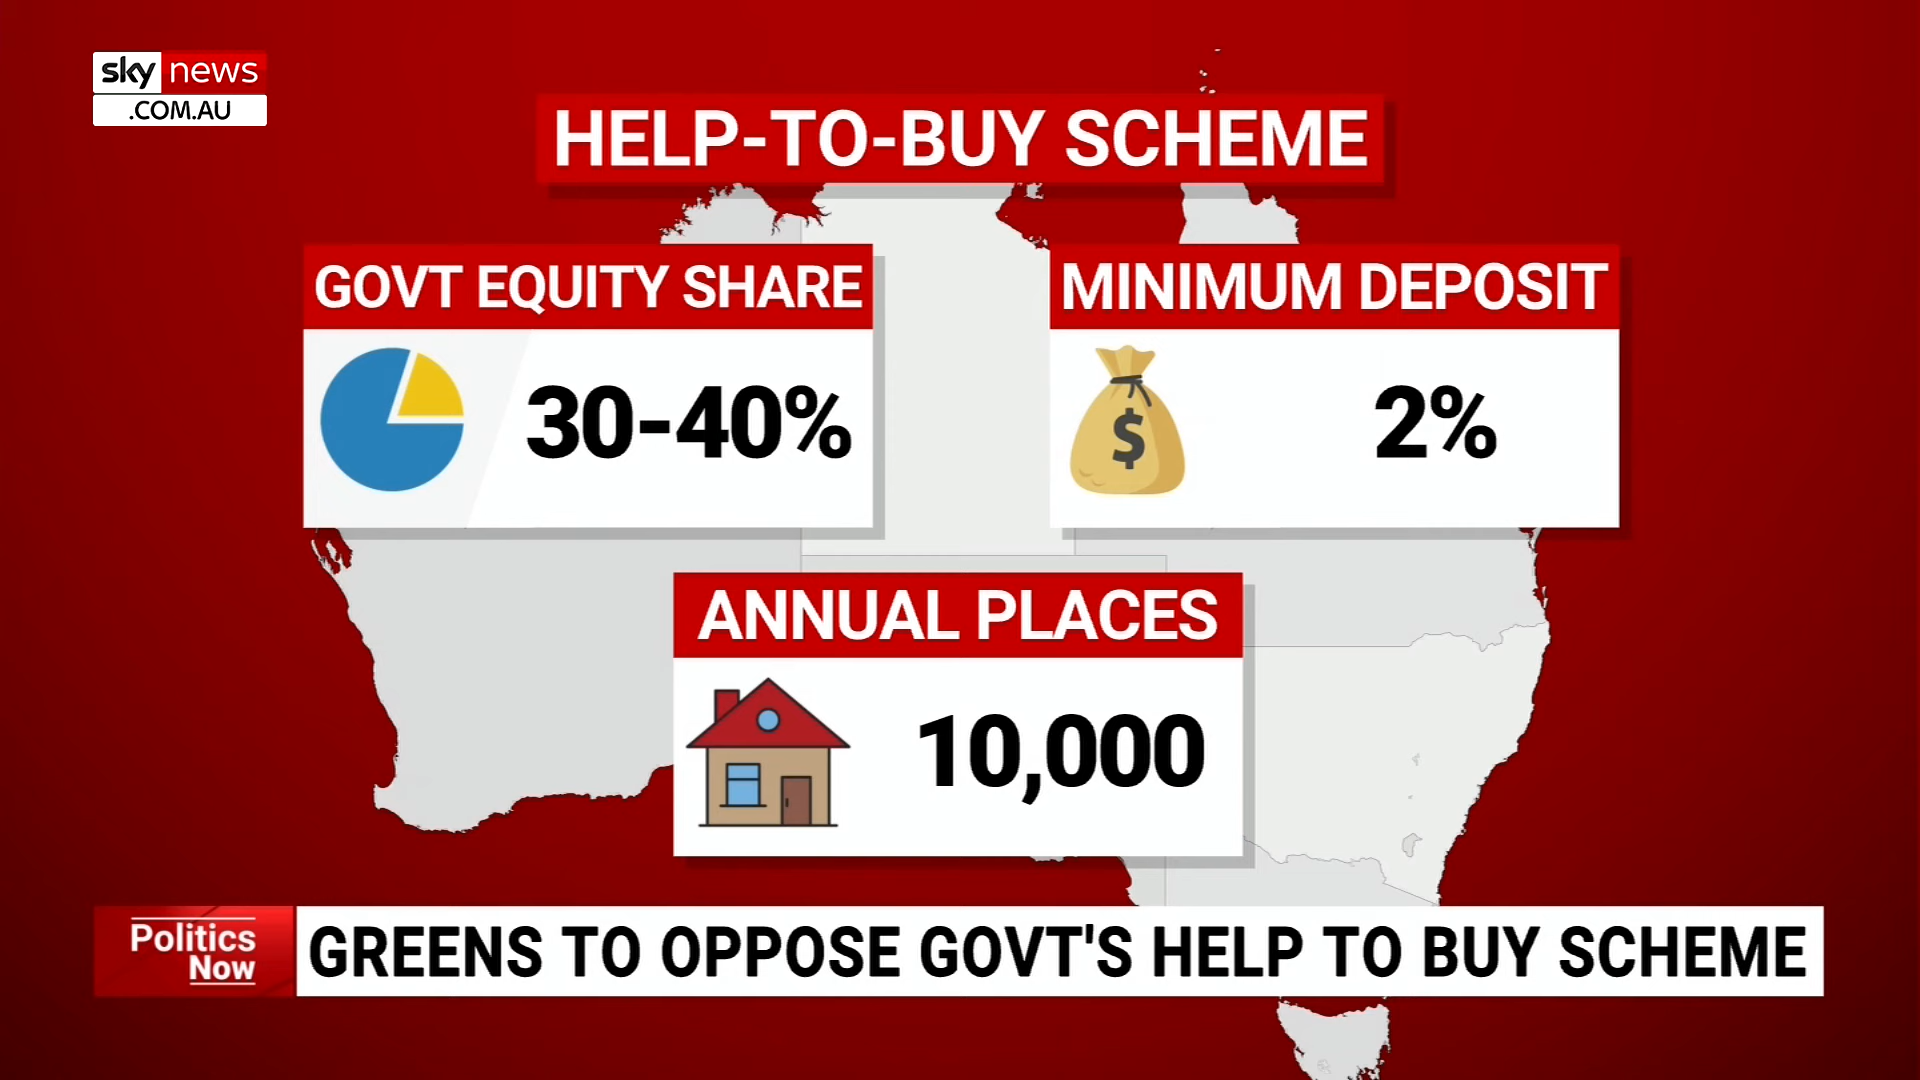 sky news
.COM.AU
HELP-TO-BUY SCHEME
GOVT EQUITY SHARE
30-40%
MINIMUM DEPOSIT
$
2%
ANNUAL PLACES
10,000
Politics
Now
GREENS TO OPPOSE GOVT'S HELP TO BUY SCHEME